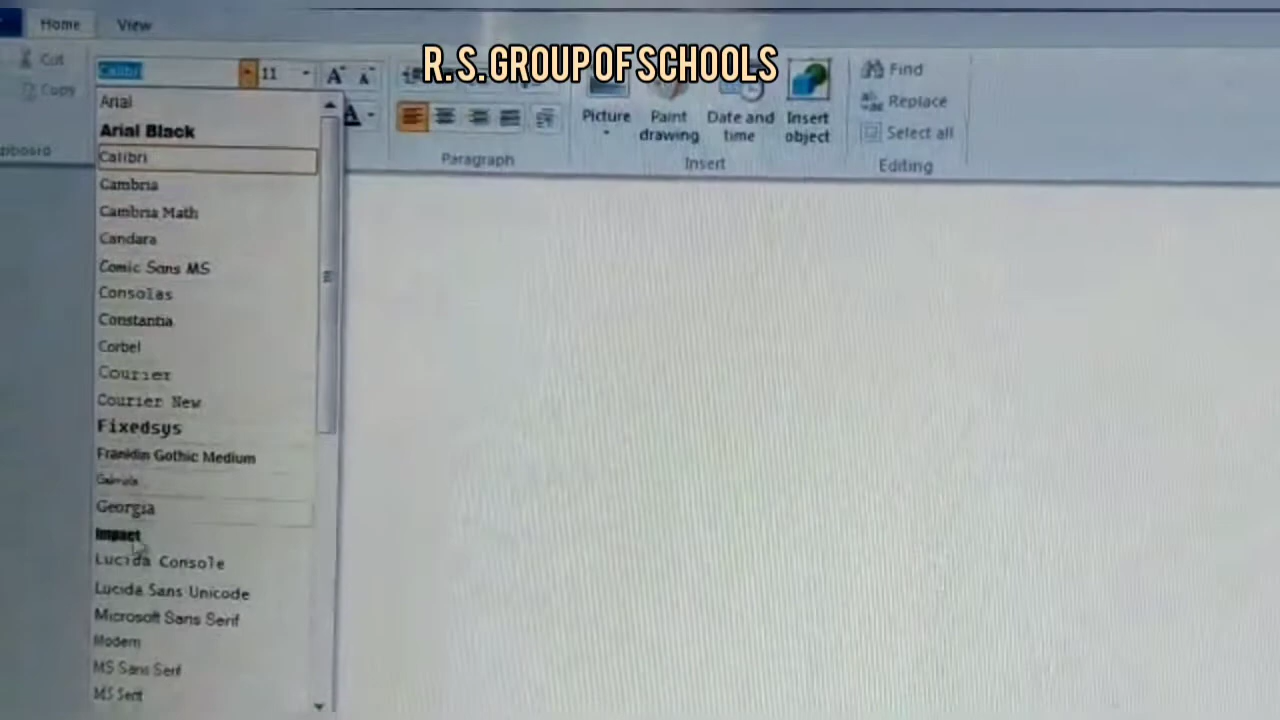 Home View
R. S. GROUP OF SCHOOLS
Cut
Copy
Calibri 11
Arial
Arial Black
Calibri
Cambria
Cambria Math
Candara
Comic Sans MS
Consolas
Constantia
Corbel
Courier
Courier New
Fixedsys
Franklin Gothic Medium
Gabriola
Georgia
Impact
Lucida Console
Lucida Sans Unicode
Microsoft Sans Serif
Modern
MS Sans Serif
MS Serif
Paragraph
Picture
Paint
drawing
Date and
time
Insert
object
Insert
Find
Replace
Select all
Editing